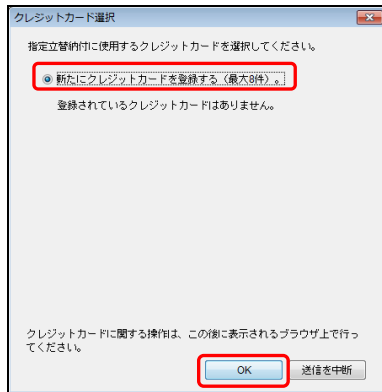 クレジットカード選択
指定立替納付に使用するクレジットカードを選択してください。
新たにクレジットカードを登録する（最大8件）。
登録されているクレジットカードはありません。
クレジットカードに関する操作は、この後に表示されるブラウザ上で行っ
てください。
OK 送信を中断